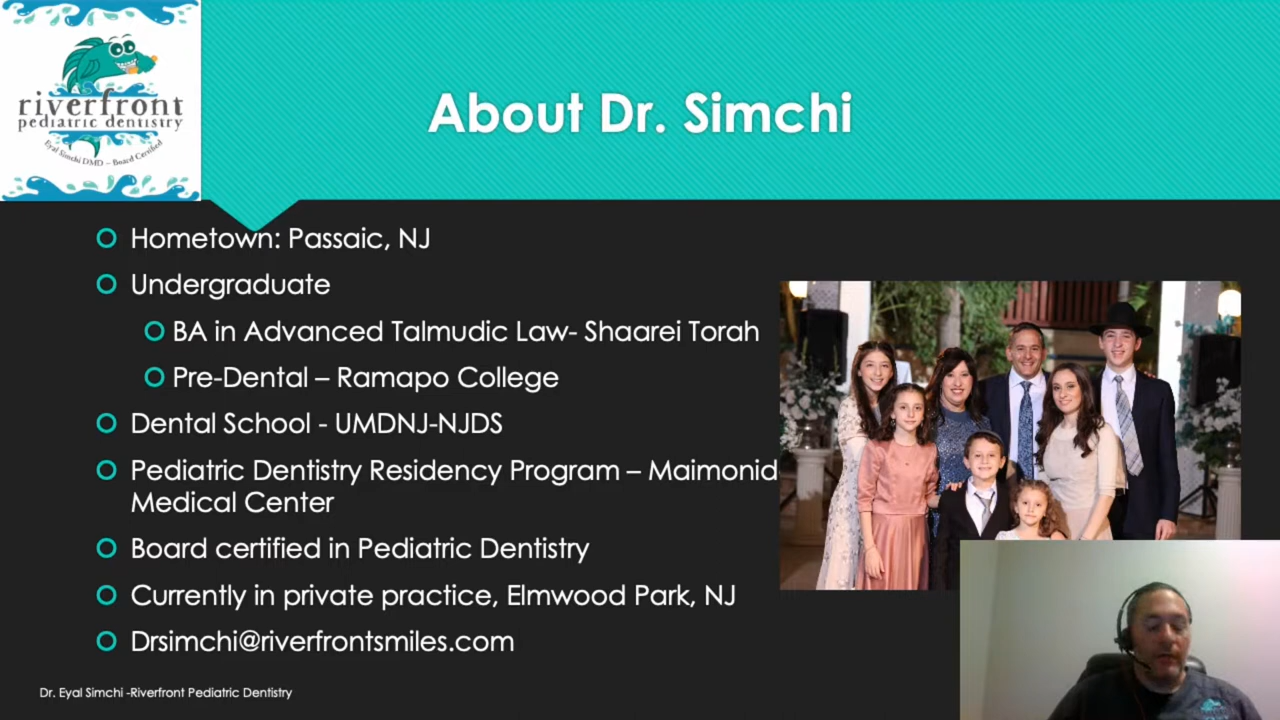 riverfront
pediatric dentistry
Eyal Simchi DMD – Board Certified
About Dr. Simchi
Hometown: Passaic, NJ
Undergraduate
BA in Advanced Talmudic Law- Shaarei Torah
Pre-Dental – Ramapo College
Dental School - UMDNJ-NJDS
Pediatric Dentistry Residency Program – Maimonid
Medical Center
Board certified in Pediatric Dentistry
Currently in private practice, Elmwood Park, NJ
Drsimchi@riverfrontsmiles.com
Dr. Eyal Simchi -Riverfront Pediatric Dentistry